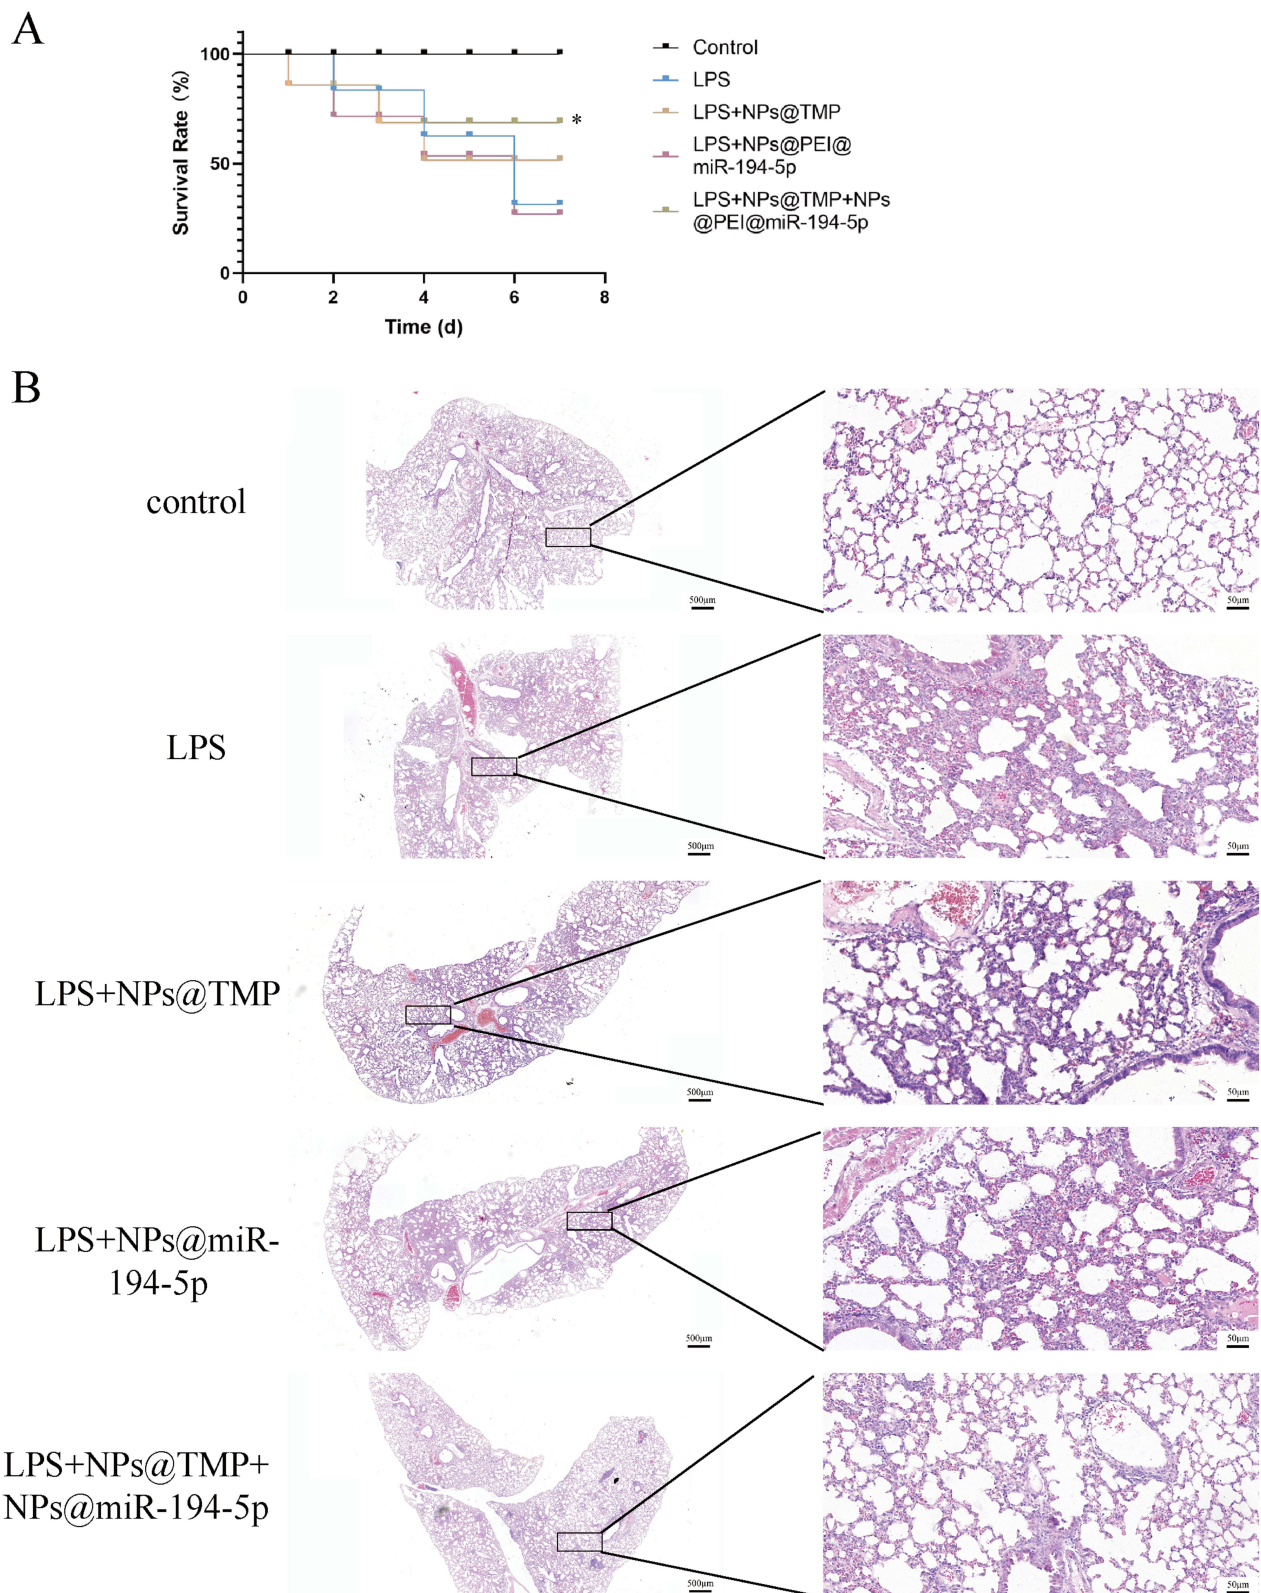 A
100
50
0
Survival Rate (%)
0 2 4 6 8
Time (d)
*
Control
LPS
LPS+NPs@TMP
LPS+NPs@PEI@
miR-194-5p
LPS+NPs@TMP+NPs
@PEI@miR-194-5p
B
control
500µm
50µm
LPS
500µm
50µm
LPS+NPs@TMP
500µm
50µm
LPS+NPs@miR-
194-5p
500µm
50µm
LPS+NPs@TMP+
NPs@miR-194-5p
500µm
50µm